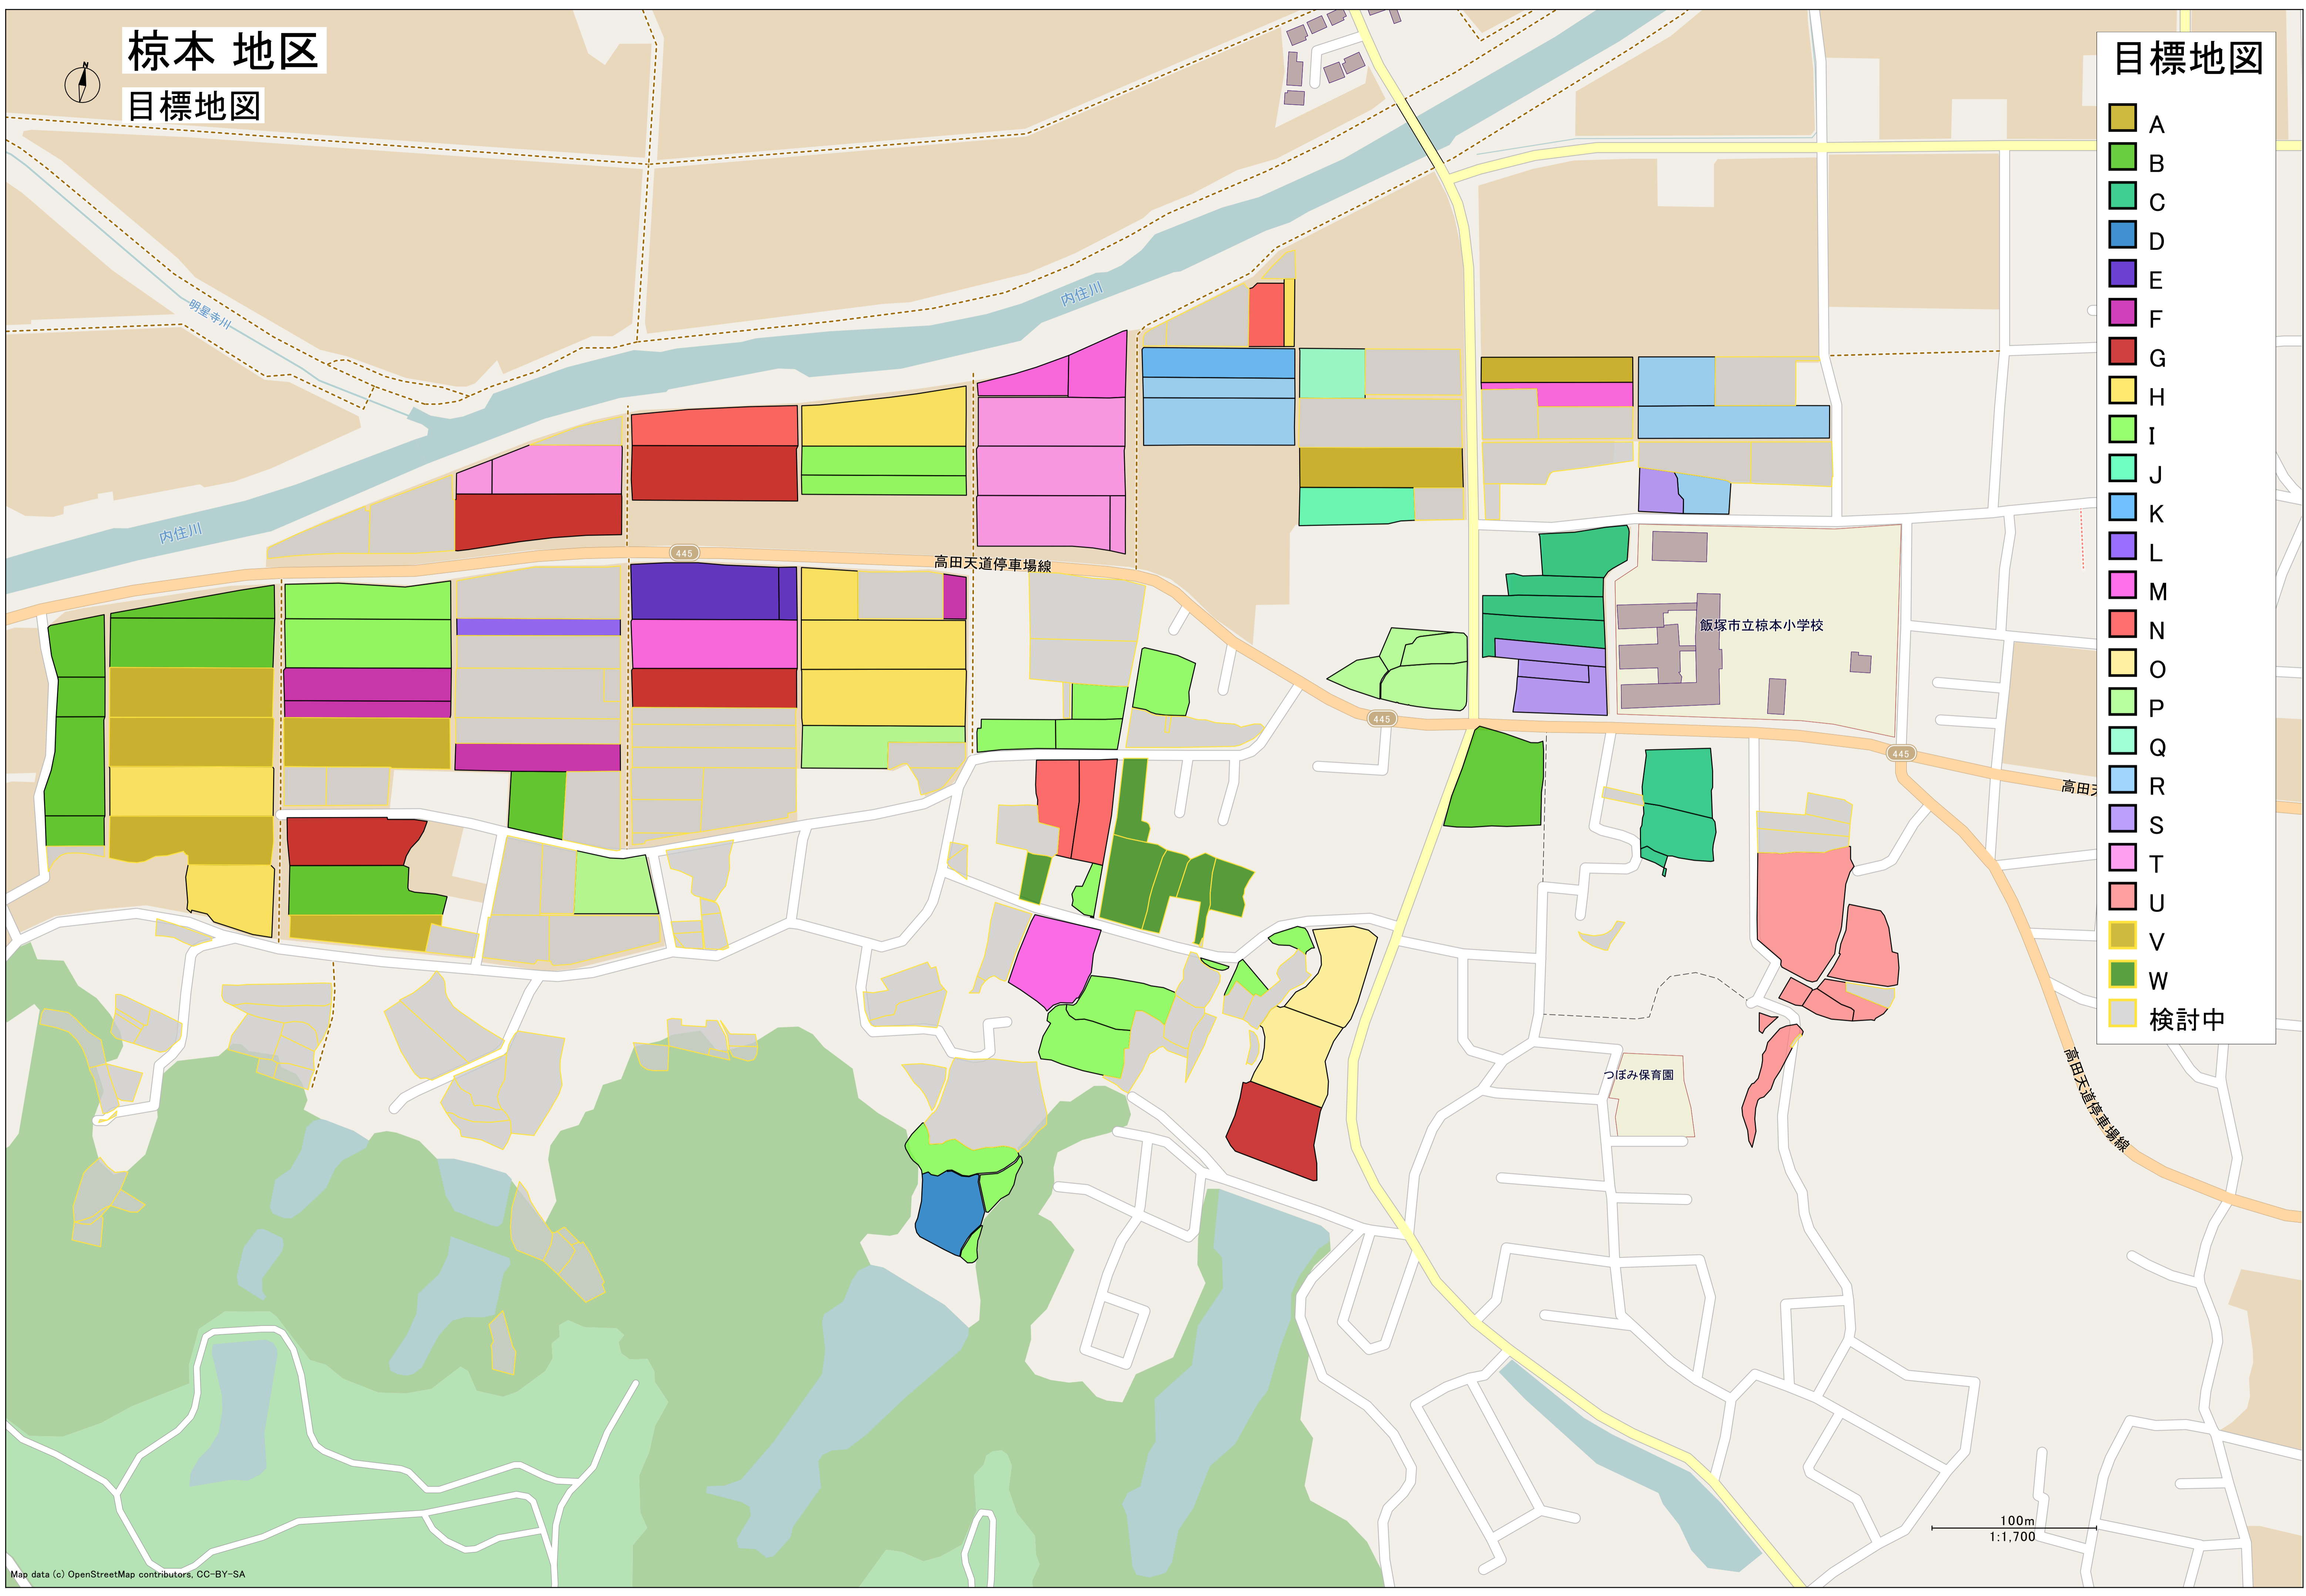 椋本 地区
目標地図
N
目標地図
A
B
C
D
E
F
G
H
I
J
K
L
M
N
O
P
Q
R
S
T
U
V
W
検討中
明星寺川
内住川
内住川
445
高田天道停車場線
飯塚市立椋本小学校
445
445
高田天
高田天道停車場線
つぼみ保育園
100m
1:1,700
Map data (c) OpenStreetMap contributors, CC-BY-SA